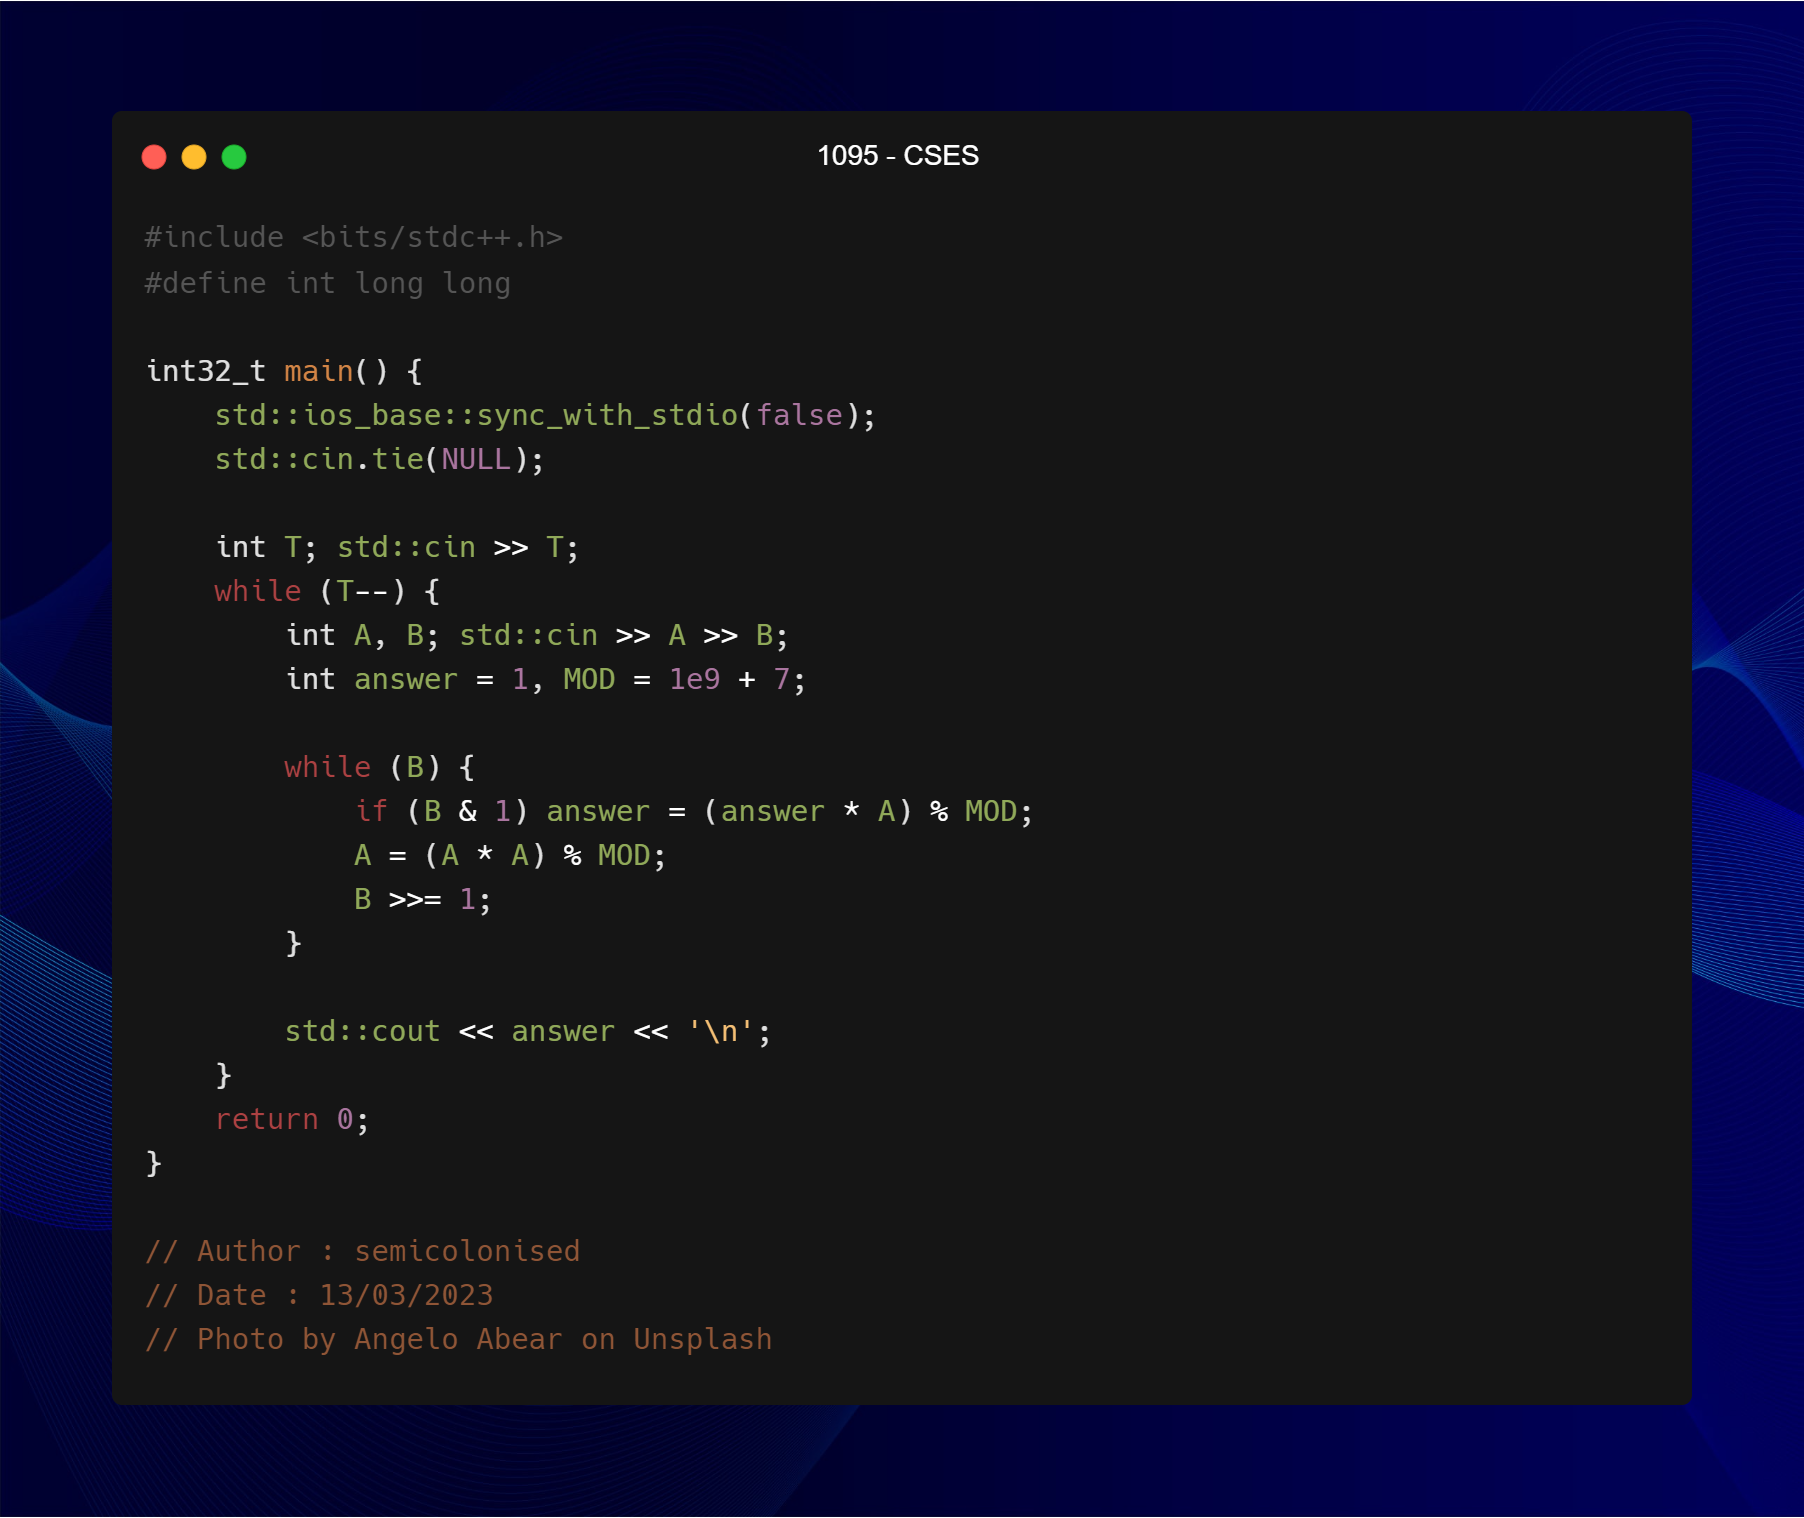 1095 - CSES
#include <bits/stdc++.h>
#define int long long
int32_t main() {
    std::ios_base::sync_with_stdio(false);
    std::cin.tie(NULL);
    int T; std::cin >> T;
    while (T--) {
        int A, B; std::cin >> A >> B;
        int answer = 1, MOD = 1e9 + 7;
        while (B) {
            if (B & 1) answer = (answer * A) % MOD;
            A = (A * A) % MOD;
            B >>= 1;
        }
        std::cout << answer << '\n';
    }
    return 0;
}
// Author : semicolonised
// Date : 13/03/2023
// Photo by Angelo Abear on Unsplash